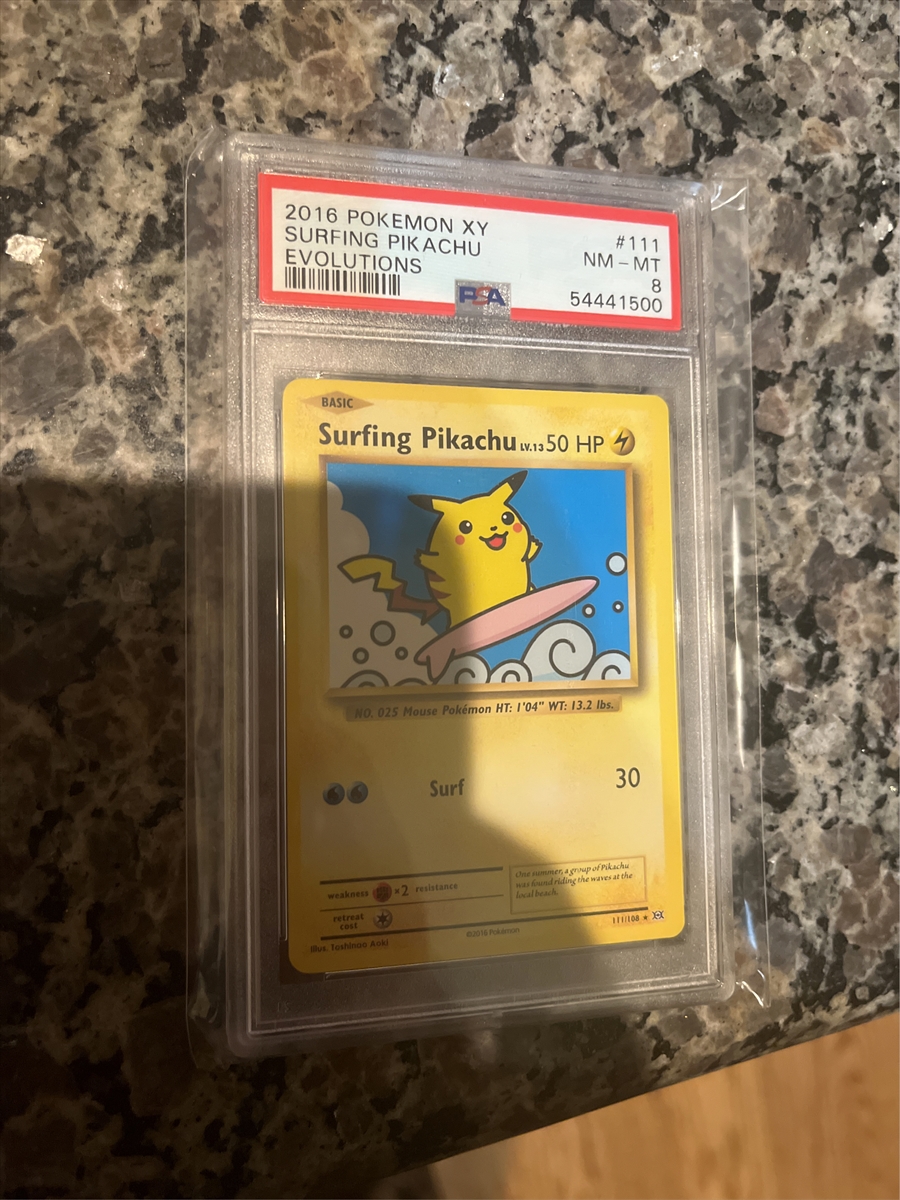 2016 POKEMON XY
SURFING PIKACHU
EVOLUTIONS
#111
NM - MT
8
54441500
PSA
BASIC
Surfing Pikachu LV.13 50 HP
NO. 025 Mouse Pokémon HT: 1'04" WT: 13.2 lbs.
Surf 30
weakness ×2 resistance
retreat
cost
One summer, a group of Pikachu
was found riding the waves at the
local beach.
Illus. Toshinao Aoki
©2016 Pokémon
111/108 ★